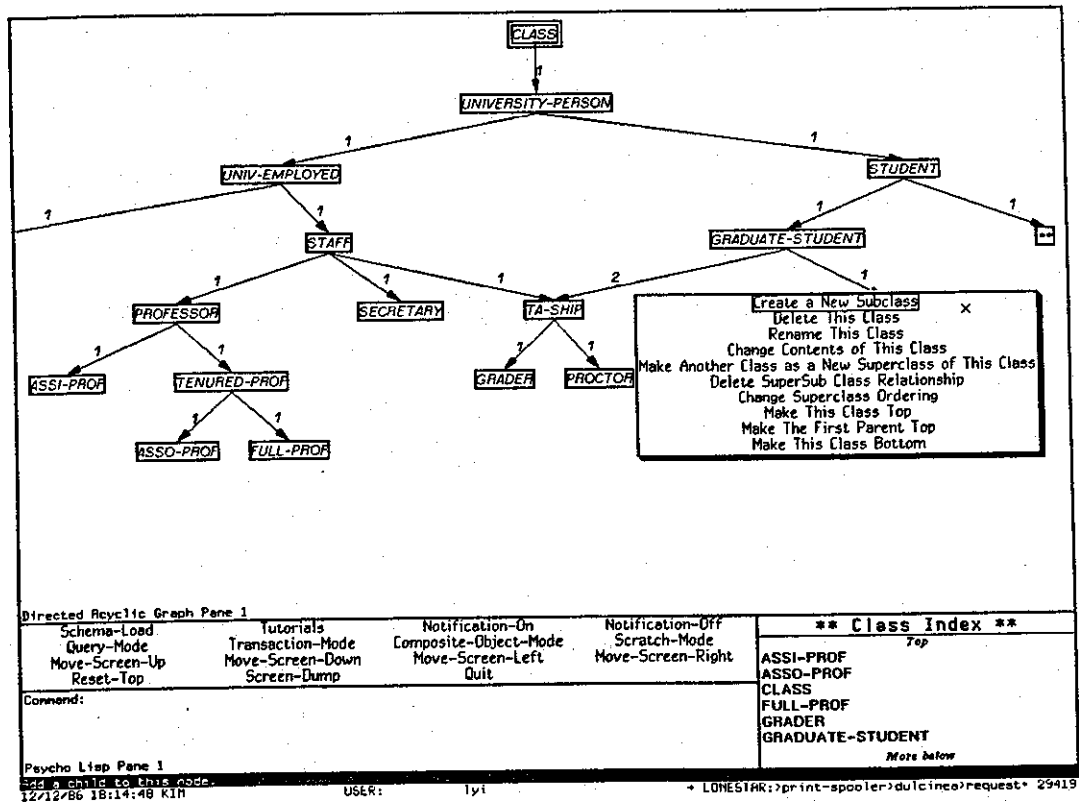 CLASS
1
UNIVERSITY-PERSON
1 1
UNIV-EMPLOYED STUDENT
1 1 1 1
STAFF GRADUATE-STUDENT **
1 1 2 1
PROFESSOR SECRETARY TA-SHIP
1 1 1 1
ASSI-PROF TENURED-PROF GRADER PROCTOR
1 1
ASSO-PROF FULL-PROF
Create a New Subclass
Delete This Class
Rename This Class
Change Contents of This Class
Make Another Class as a New Superclass of This Class
Delete SuperSub Class Relationship
Change Superclass Ordering
Make This Class Top
Make The First Parent Top
Make This Class Bottom
Directed Acyclic Graph Pane 1
Schema-Load Tutorials Notification-On Notification-Off
Query-Mode Transaction-Mode Composite-Object-Mode Scratch-Mode
Move-Screen-Up Move-Screen-Down Move-Screen-Left Move-Screen-Right
Reset-Top Screen-Dump Quit
Command:
Psycho Lisp Pane 1
** Class Index **
Top
ASSI-PROF
ASSO-PROF
CLASS
FULL-PROF
GRADER
GRADUATE-STUDENT
More below
Add a child to this node.
12/12/86 18:14:48 KIM USER: lyi + LONESTAR:>print-spooler>dulcinea>request+ 29419